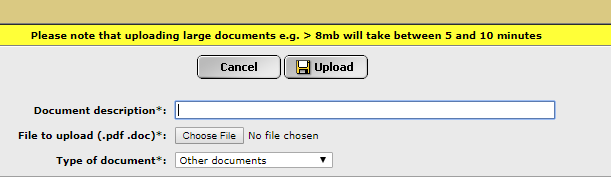 Please note that uploading large documents e.g. > 8mb will take between 5 and 10 minutes
Cancel Upload
Document description*:
File to upload (.pdf .doc)*: Choose File No file chosen
Type of document*: Other documents